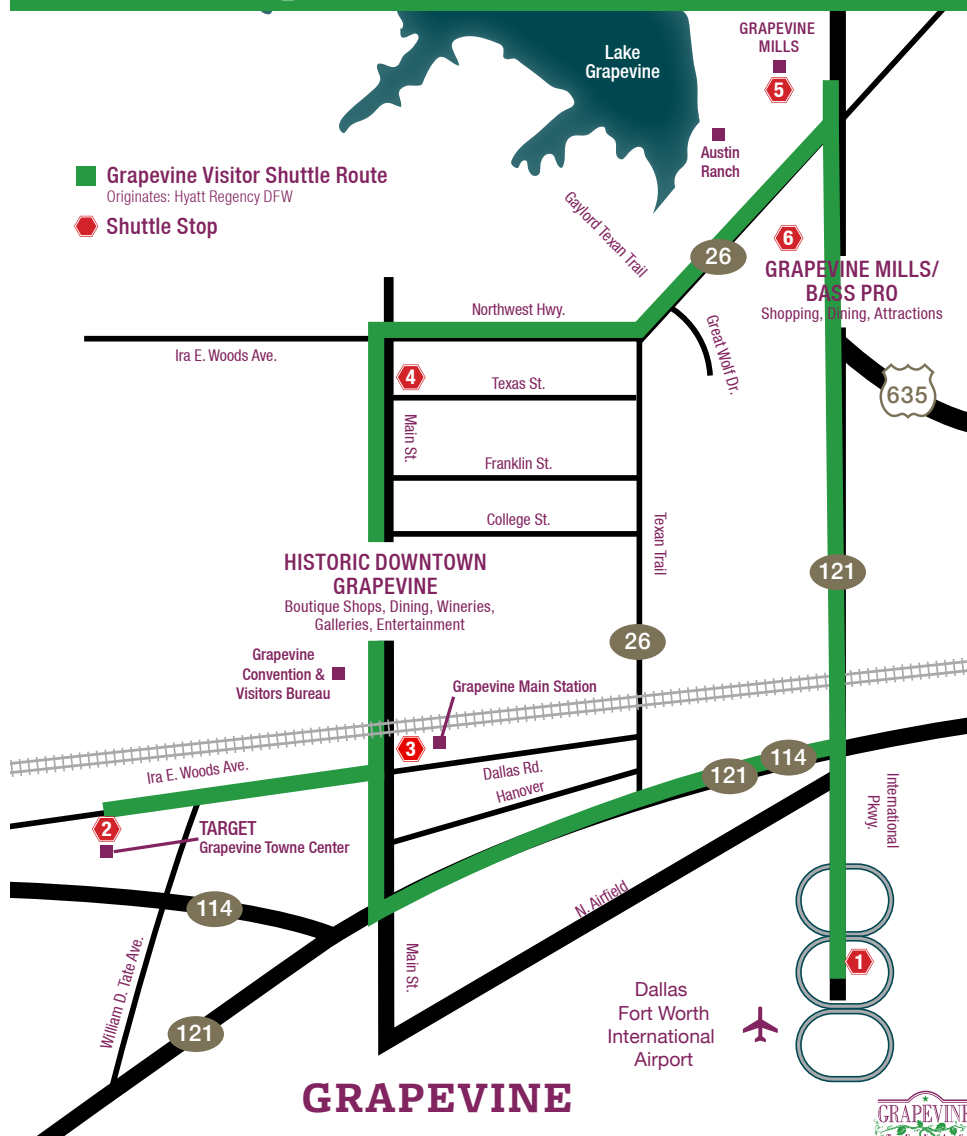 GRAPEVINE
MILLS
5
Lake
Grapevine
Austin
Ranch
Grapevine Visitor Shuttle Route
Originates: Hyatt Regency DFW
Shuttle Stop
Gaylord Texan Trail
26
6
GRAPEVINE MILLS/
BASS PRO
Shopping, Dining, Attractions
Northwest Hwy.
Great Wolf Dr.
Ira E. Woods Ave.
635
4
Texas St.
Main St.
Franklin St.
College St.
Texan Trail
HISTORIC DOWNTOWN
GRAPEVINE
Boutique Shops, Dining, Wineries,
Galleries, Entertainment
121
26
Grapevine
Convention &
Visitors Bureau
Grapevine Main Station
3
Ira E. Woods Ave.
Dallas Rd.
Hanover
121
114
International
Pkwy.
2
TARGET
Grapevine Towne Center
114
N. Airfield
William D. Tate Ave.
Main St.
1
121
Dallas
Fort Worth
International
Airport
GRAPEVINE
GRAPEVINE